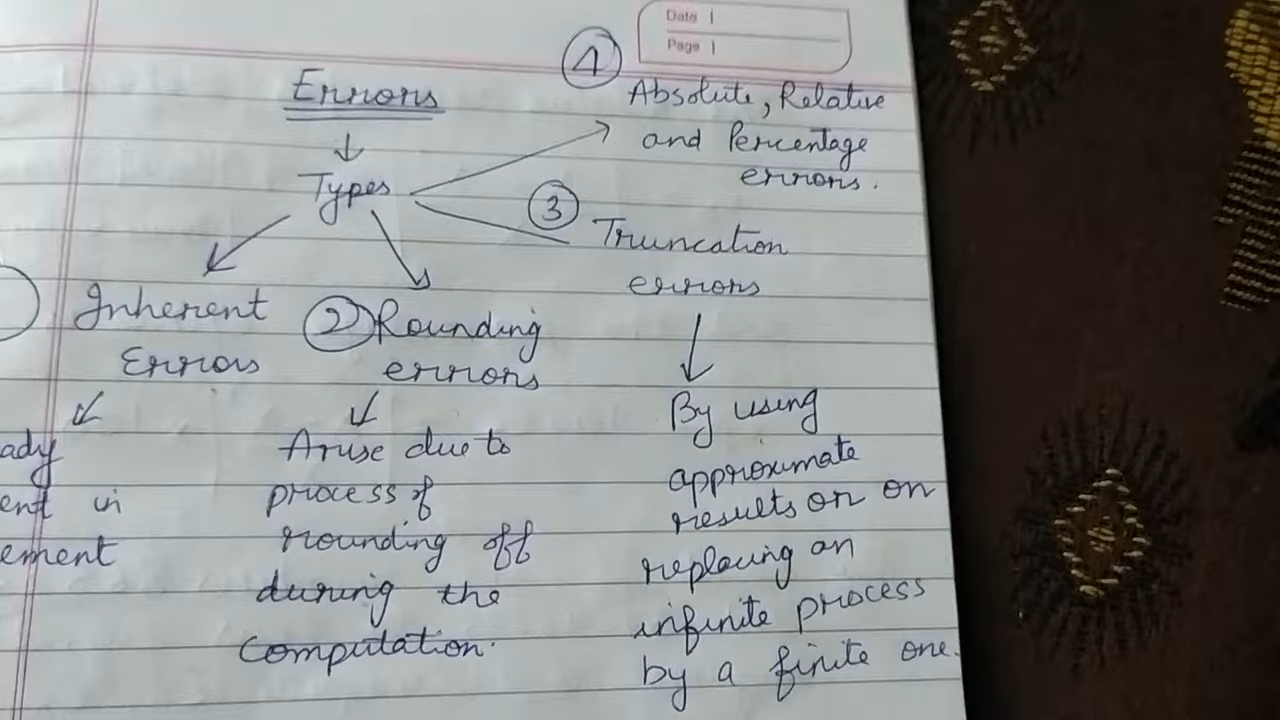 Date
Page
Errors
Types
4
Absolute, Relative
and Percentage
errors.
3
Truncation
errors
By using
approximate
results or on
replacing an
infinite process
by a finite one.
Inherent
Errors
ady
ent in
ement
2 Rounding
errors
Arise due to
process of
rounding off
during the
Computation.